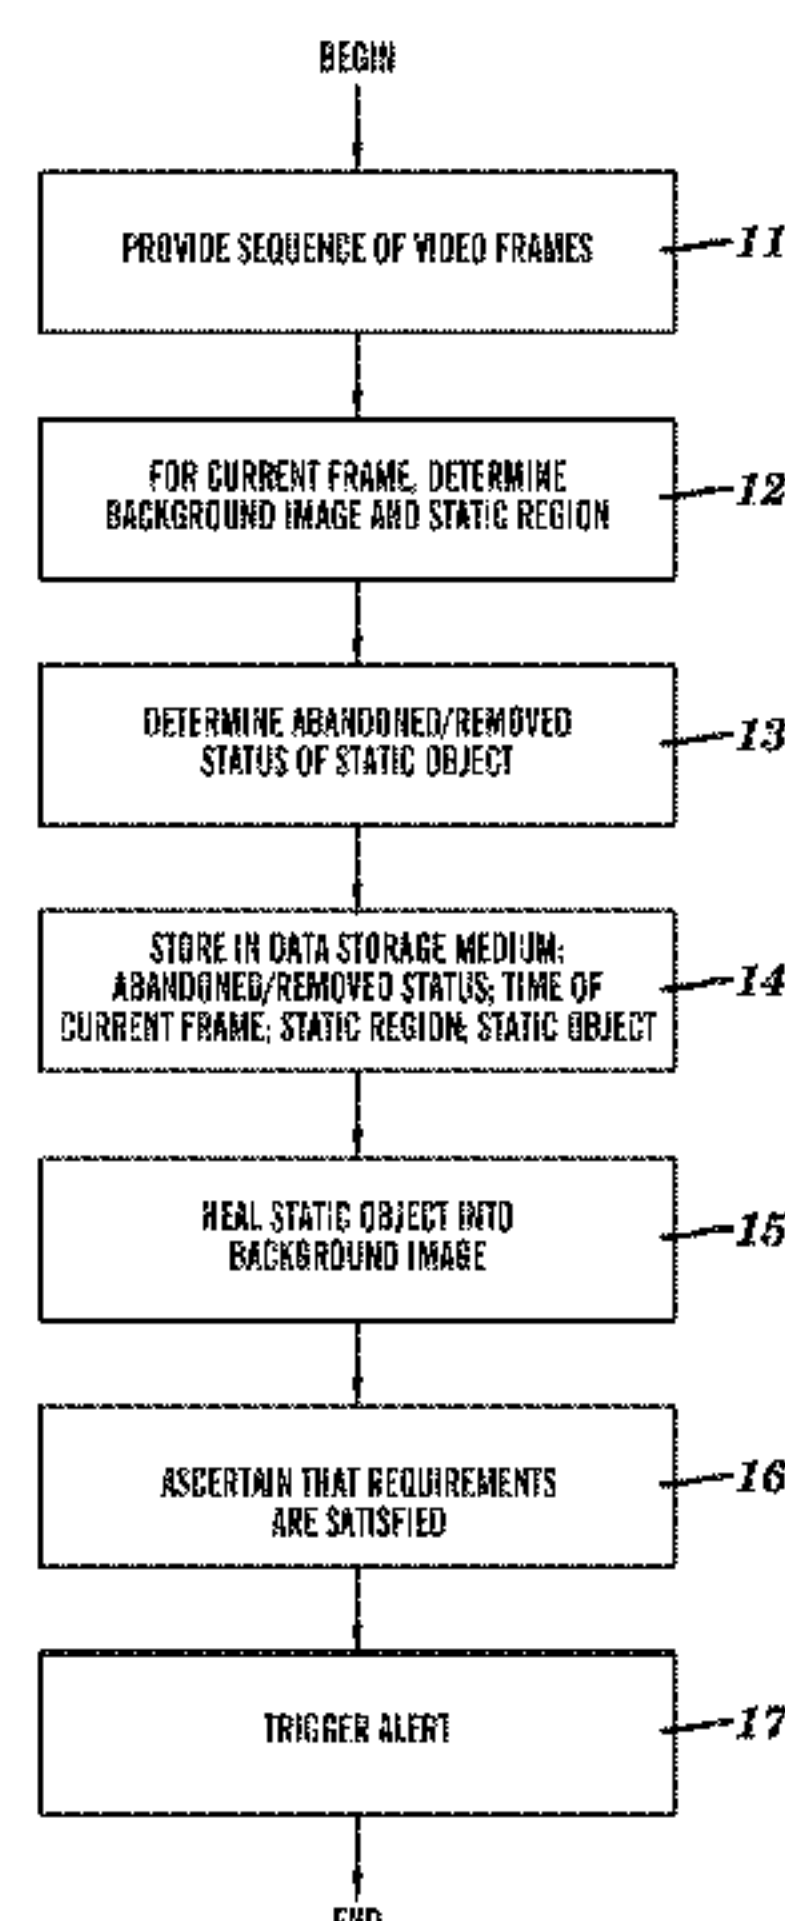 BEGIN
PROVIDE SEQUENCE OF VIDEO FRAMES
11
FOR CURRENT FRAME, DETERMINE
BACKGROUND IMAGE AND STATIC REGION
12
DETERMINE ABANDONED/REMOVED
STATUS OF STATIC OBJECT
13
STORE IN DATA STORAGE MEDIUM:
ABANDONED/REMOVED STATUS; TIME OF
CURRENT FRAME; STATIC REGION; STATIC OBJECT
14
HEAL STATIC OBJECT INTO
BACKGROUND IMAGE
15
ASCERTAIN THAT REQUIREMENTS
ARE SATISFIED
16
TRIGGER ALERT
17
END